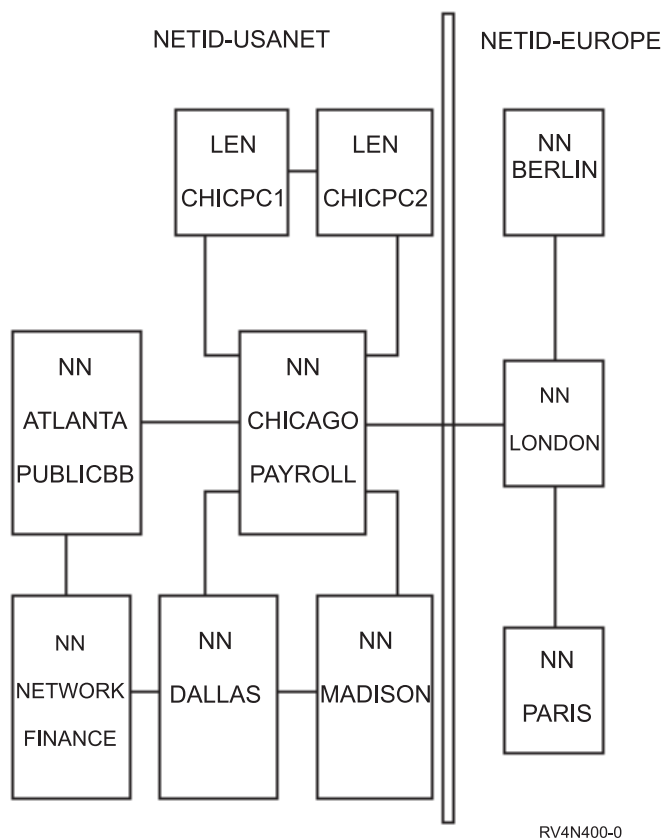 NETID-USANET
NETID-EUROPE
LEN
CHICPC1
LEN
CHICPC2
NN
BERLIN
NN
ATLANTA
PUBLICBB
NN
CHICAGO
PAYROLL
NN
LONDON
NN
NETWORK
FINANCE
NN
DALLAS
NN
MADISON
NN
PARIS
RV4N400-0